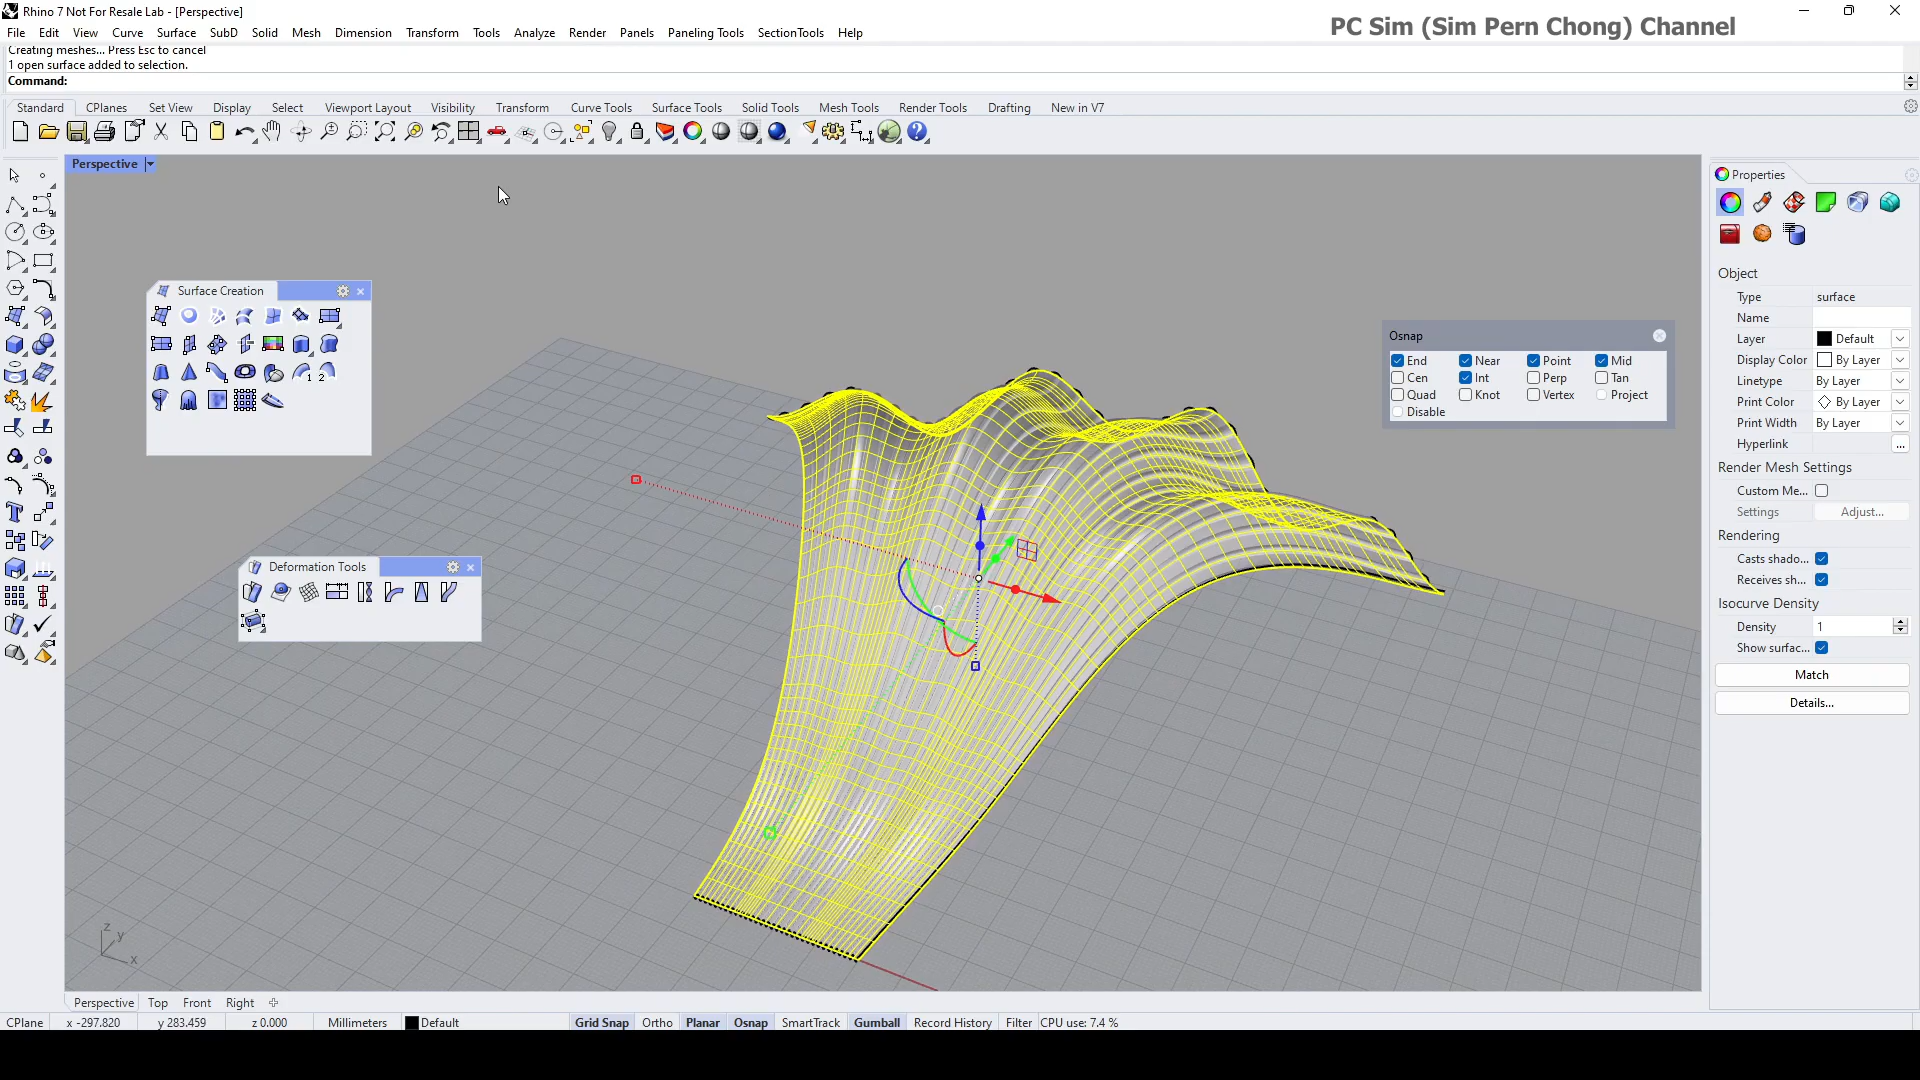 Rhino 7 Not For Resale Lab - [Perspective]
PC Sim (Sim Pern Chong) Channel
File Edit View Curve Surface SubD Solid Mesh Dimension Transform Tools Analyze Render Panels Paneling Tools SectionTools Help
Creating meshes... Press Esc to cancel
1 open surface added to selection.
Command:
Standard CPlanes Set View Display Select Viewport Layout Visibility Transform Curve Tools Surface Tools Solid Tools Mesh Tools Render Tools Drafting New in V7
Perspective
Properties
Surface Creation
1 2
Deformation Tools
Osnap
End Near Point Mid
Cen Int Perp Tan
Quad Knot Vertex Project
Disable
Object
Type surface
Name
Layer Default
Display Color By Layer
Linetype By Layer
Print Color By Layer
Print Width By Layer
Hyperlink ...
Render Mesh Settings
Custom Me...
Settings Adjust...
Rendering
Casts shado...
Receives sh...
Isocurve Density
Density 1
Show surfac...
Match
Details...
z
y
x
Perspective Top Front Right
CPlane x -297.820 y 283.459 z 0.000 Millimeters Default Grid Snap Ortho Planar Osnap SmartTrack Gumball Record History Filter CPU use: 7.4 %